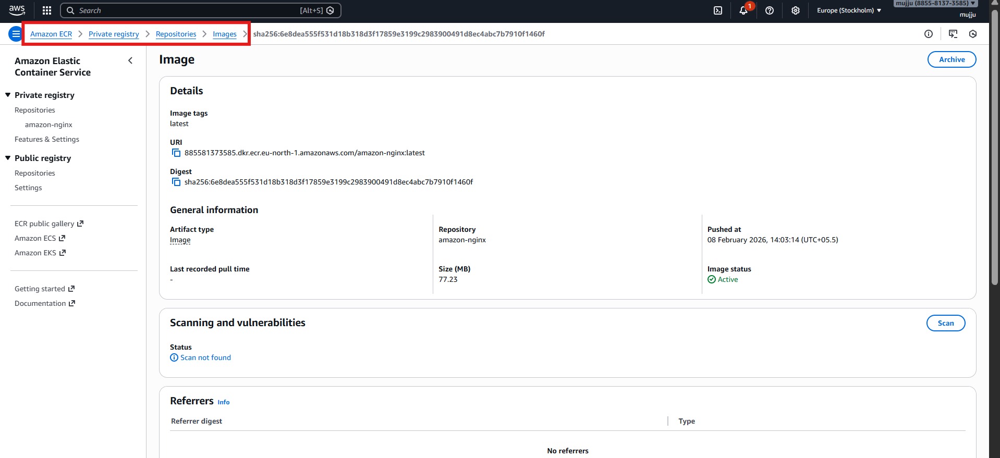 aws
Search [Alt+S]
1
Europe (Stockholm)
mujju (8855-8137-3585)
mujju
Amazon ECR > Private registry > Repositories > Images > sha256:6e8dea555f531d18b318d3f17859e3199c2983900491d8ec4abc7b7910f1460f
Amazon Elastic
Container Service
Private registry
Repositories
amazon-nginx
Features & Settings
Public registry
Repositories
Settings
ECR public gallery
Amazon ECS
Amazon EKS
Getting started
Documentation
Image
Archive
Details
Image tags
latest
URI
885581373585.dkr.ecr.eu-north-1.amazonaws.com/amazon-nginx:latest
Digest
sha256:6e8dea555f531d18b318d3f17859e3199c2983900491d8ec4abc7b7910f1460f
General information
Artifact type
Image
Repository
amazon-nginx
Pushed at
08 February 2026, 14:03:14 (UTC+05.5)
Last recorded pull time
-
Size (MB)
77.23
Image status
Active
Scanning and vulnerabilities
Scan
Status
Scan not found
Referrers Info
Referrer digest
Type
No referrers